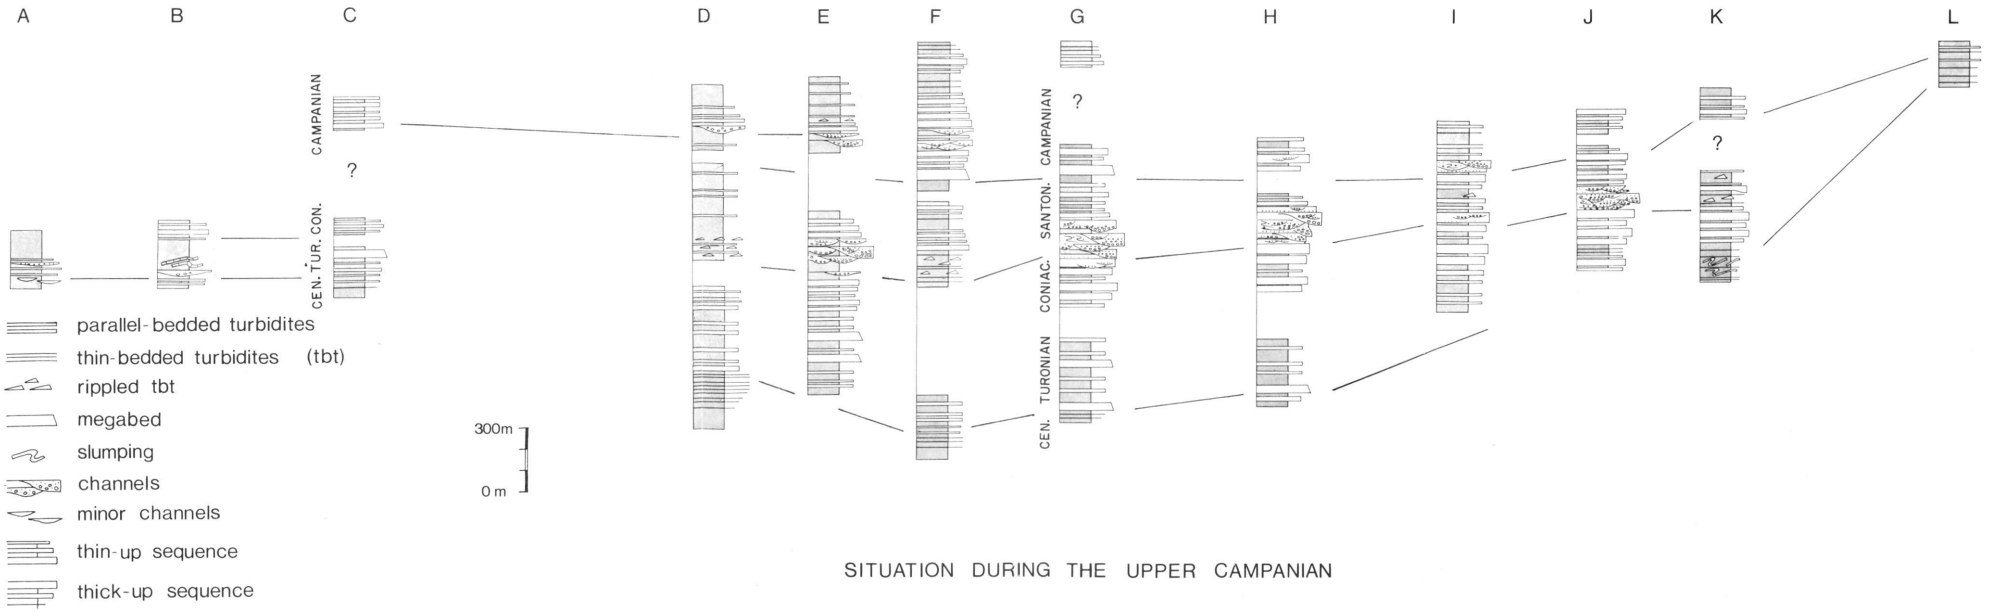 A B C D E F G H I J K L
CAMPANIAN
?
CEN. TUR. CON.
CAMPANIAN
?
SANTON.
CONIAC.
TURONIAN
CEN.
?
parallel-bedded turbidites
thin-bedded turbidites (tbt)
rippled tbt
megabed
slumping
channels
minor channels
thin-up sequence
thick-up sequence
300m
0 m
SITUATION DURING THE UPPER CAMPANIAN